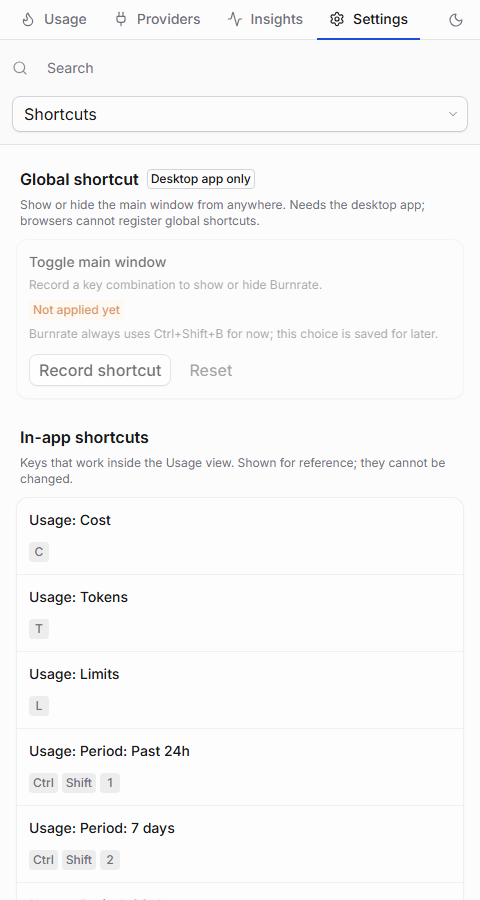 Usage
Providers
Insights
Settings
Search
Shortcuts
Global shortcut
Desktop app only
Show or hide the main window from anywhere. Needs the desktop app;
browsers cannot register global shortcuts.
Toggle main window
Record a key combination to show or hide Burnrate.
Not applied yet
Burnrate always uses Ctrl+Shift+B for now; this choice is saved for later.
Record shortcut
Reset
In-app shortcuts
Keys that work inside the Usage view. Shown for reference; they cannot be
changed.
Usage: Cost
C
Usage: Tokens
T
Usage: Limits
L
Usage: Period: Past 24h
Ctrl Shift 1
Usage: Period: 7 days
Ctrl Shift 2